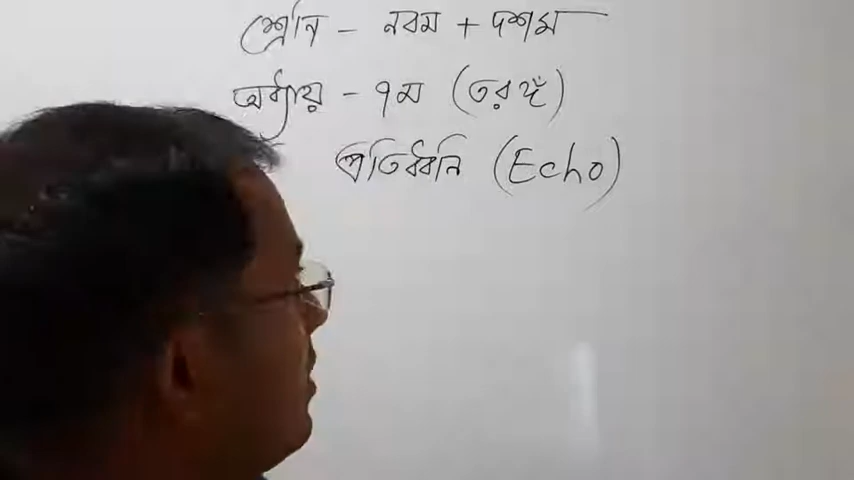 শ্রেনি - নবম + দশম
অধ্যায় - ৭ম (তরঙ্গঁ)
প্রতিধ্বনি (Echo)